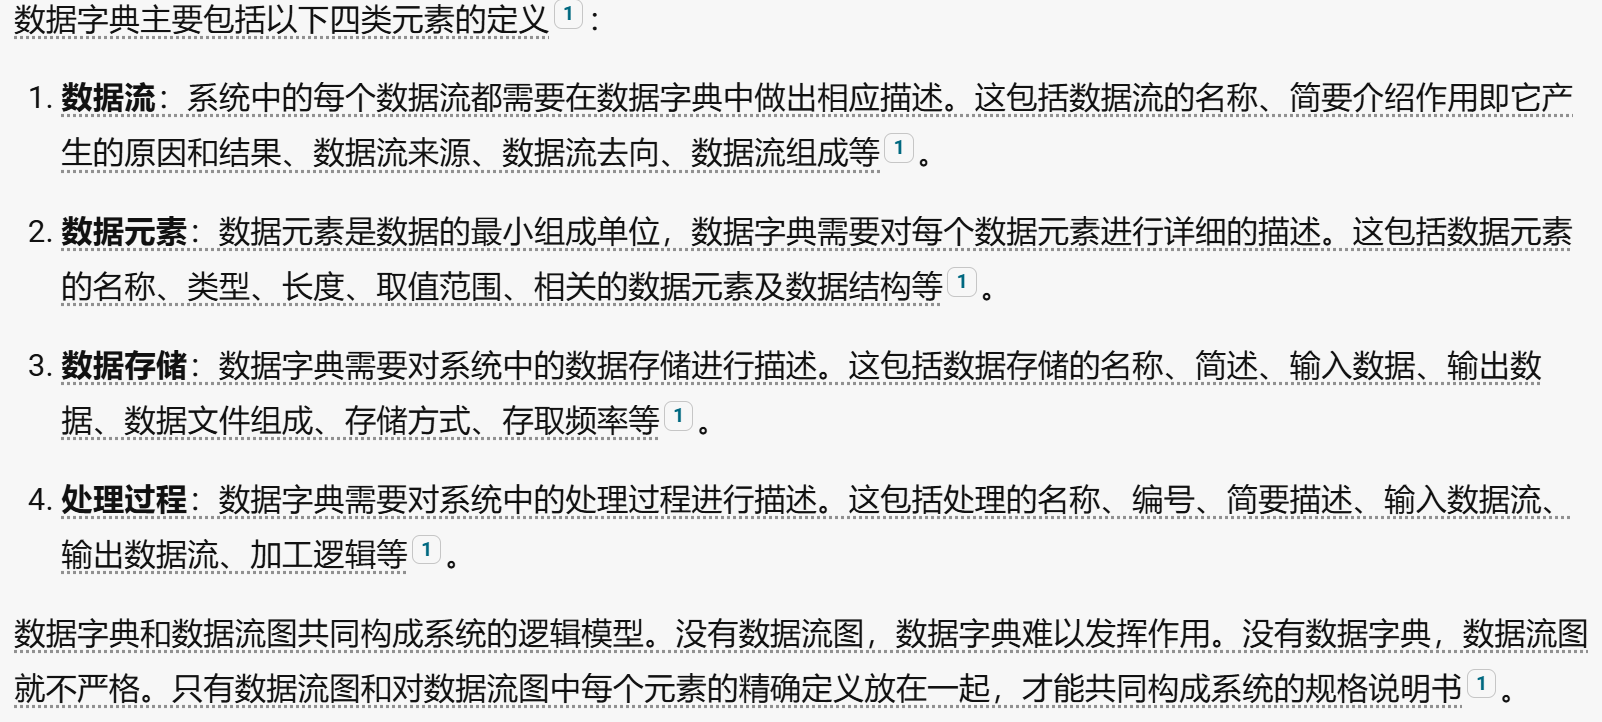 数据字典主要包括以下四类元素的定义 1 ：
1. 数据流：系统中的每个数据流都需要在数据字典中做出相应描述。这包括数据流的名称、简要介绍作用即它产
生的原因和结果、数据流来源、数据流去向、数据流组成等 1 。
2. 数据元素：数据元素是数据的最小组成单位，数据字典需要对每个数据元素进行详细的描述。这包括数据元素
的名称、类型、长度、取值范围、相关的数据元素及数据结构等 1 。
3. 数据存储：数据字典需要对系统中的数据存储进行描述。这包括数据存储的名称、简述、输入数据、输出数
据、数据文件组成、存储方式、存取频率等 1 。
4. 处理过程：数据字典需要对系统中的处理过程进行描述。这包括处理的名称、编号、简要描述、输入数据流、
输出数据流、加工逻辑等 1 。
数据字典和数据流图共同构成系统的逻辑模型。没有数据流图，数据字典难以发挥作用。没有数据字典，数据流图
就不严格。只有数据流图和对数据流图中每个元素的精确定义放在一起，才能共同构成系统的规格说明书 1 。